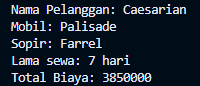 Nama Pelanggan: Caesarian
Mobil: Palisade
Sopir: Farrel
Lama sewa: 7 hari
Total Biaya: 3850000